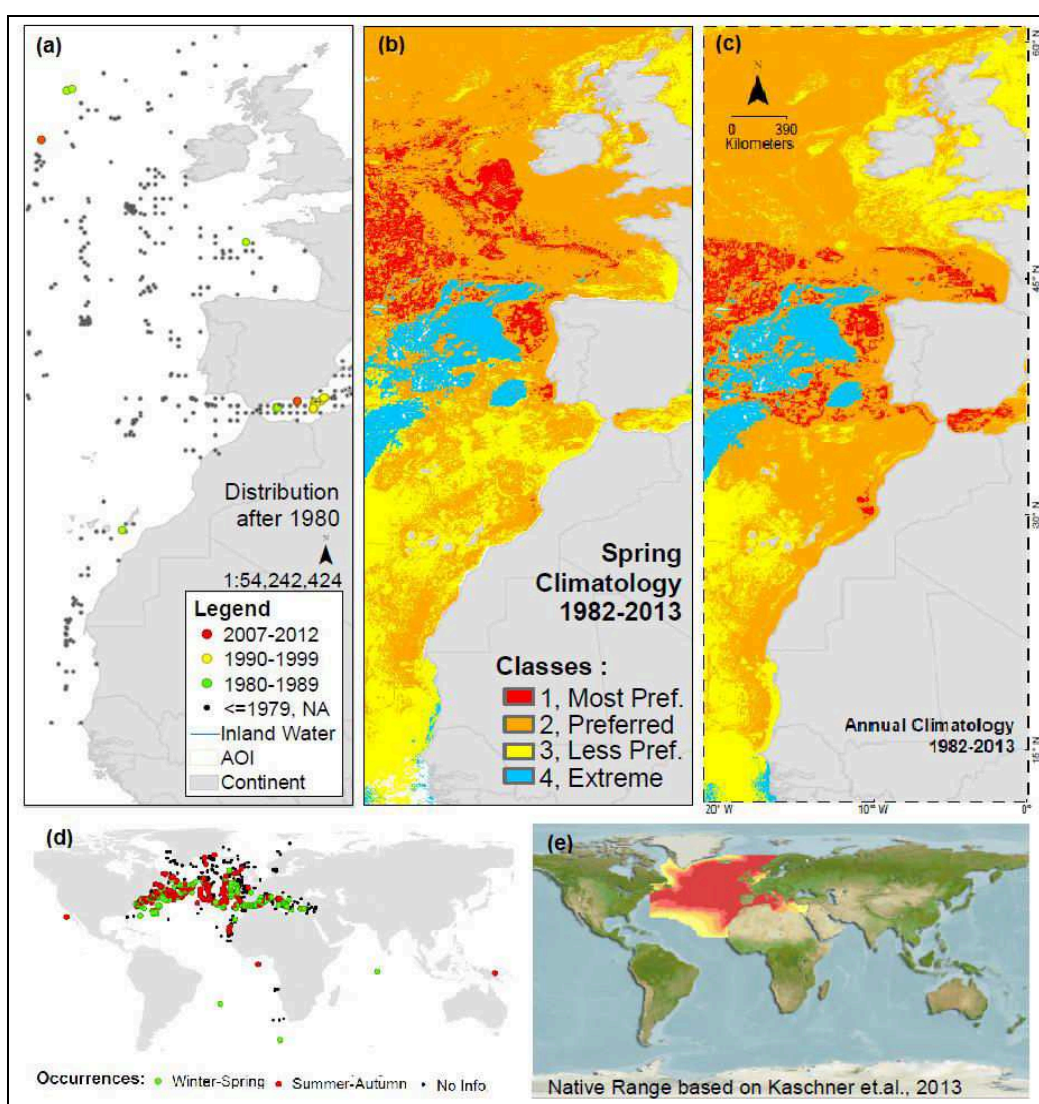 (a)
Distribution
after 1980
N
1:54,242,424
Legend
2007-2012
1990-1999
1980-1989
<=1979, NA
Inland Water
AOI
Continent
(b)
Spring
Climatology
1982-2013
Classes :
1, Most Pref.
2, Preferred
3, Less Pref.
4, Extreme
(c)
N
0 390
Kilometers
60° N
45° N
30° N
15° N
Annual Climatology
1982-2013
20° W
10° W
0°
(d)
Occurrences: Winter-Spring Summer-Autumn No Info
(e)
Native Range based on Kaschner et.al., 2013